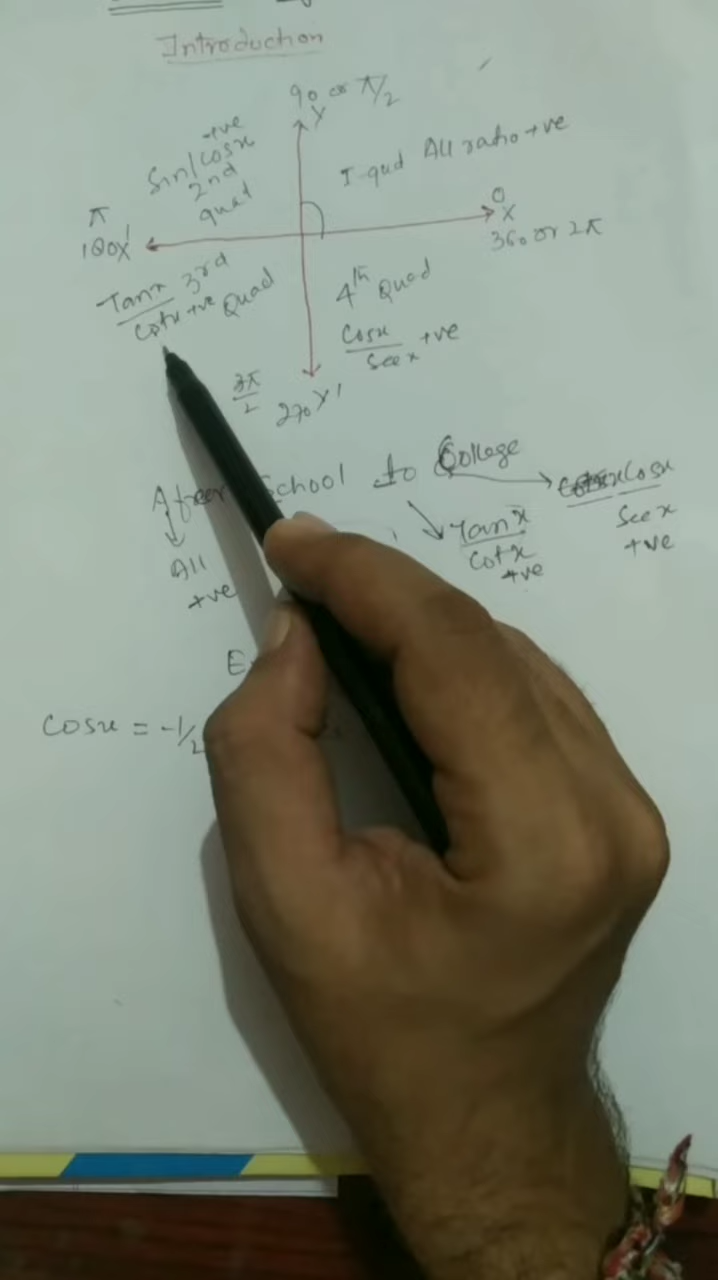 Introduction
90 or π/2
Y
+ve
Sin/cosx
2nd
quat
I-qud All ratio +ve
π
180X'
0
X
360 or 2π
Tanx
Cotx +ve
3rd
Quad
4th Quad
Cosx
Secx +ve
3π
2
270 Y'
After School to College
All
+ve
Tanx
Cotx
+ve
Cosx
Secx
+ve
Cosx = -1/2